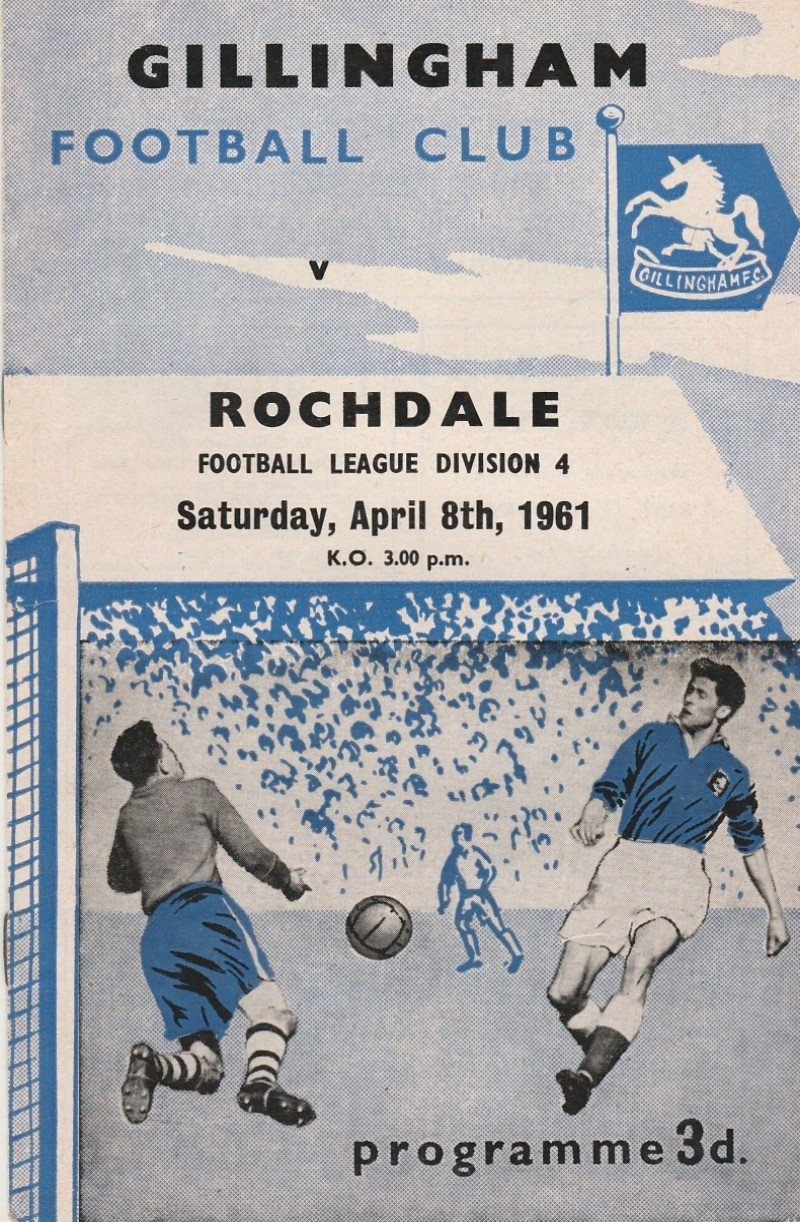 GILLINGHAM
FOOTBALL CLUB
GILLINGHAM F.C.
v
ROCHDALE
FOOTBALL LEAGUE DIVISION 4
Saturday, April 8th, 1961
K.O. 3.00 p.m.
programme 3d.